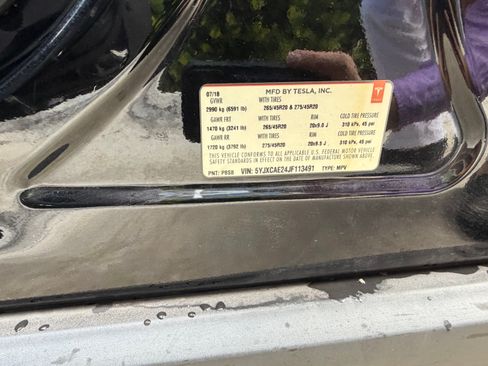 07/18 MFD BY TESLA, INC.
GVWR WITH TIRES
2990 kg (6591 lb) 265/45R20 & 275/45R20
GAWR FRT WITH TIRES RIM COLD TIRE PRESSURE
1470 kg (3241 lb) 265/45R20 20x9.0 J 310 kPa, 45 psi
GAWR RR WITH TIRES RIM COLD TIRE PRESSURE
1720 kg (3792 lb) 275/45R20 20x9.5 J 310 kPa, 45 psi
THIS VEHICLE CONFORMS TO ALL APPLICABLE U.S. FEDERAL MOTOR VEHICLE
SAFETY STANDARDS IN EFFECT ON THE DATE OF MANUFACTURE SHOWN ABOVE.
PNT: PBSB VIN: 5YJXCAE24JF113491 TYPE: MPV